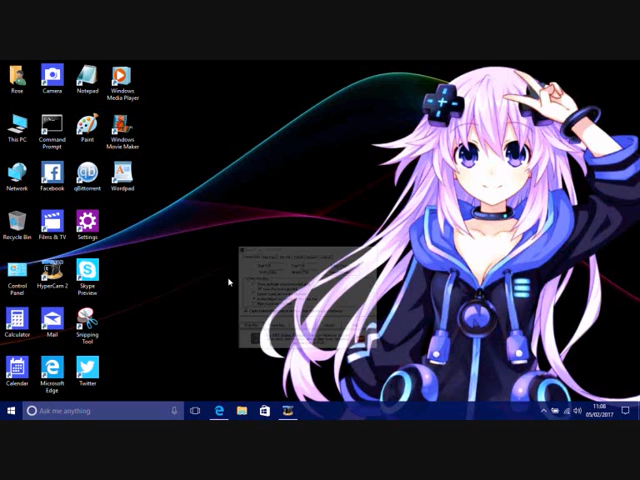 Rose
Camera
Notepad
Windows
Media Player
This PC
Command
Prompt
Paint
Windows
Movie Maker
Network
Facebook
qBittorrent
Wordpad
Recycle Bin
Films & TV
Settings
Control
Panel
HyperCam 2
Skype
Preview
Calculator
Mail
Snipping
Tool
Calendar
Microsoft
Edge
Twitter
Ask me anything
11:08
05/02/2017